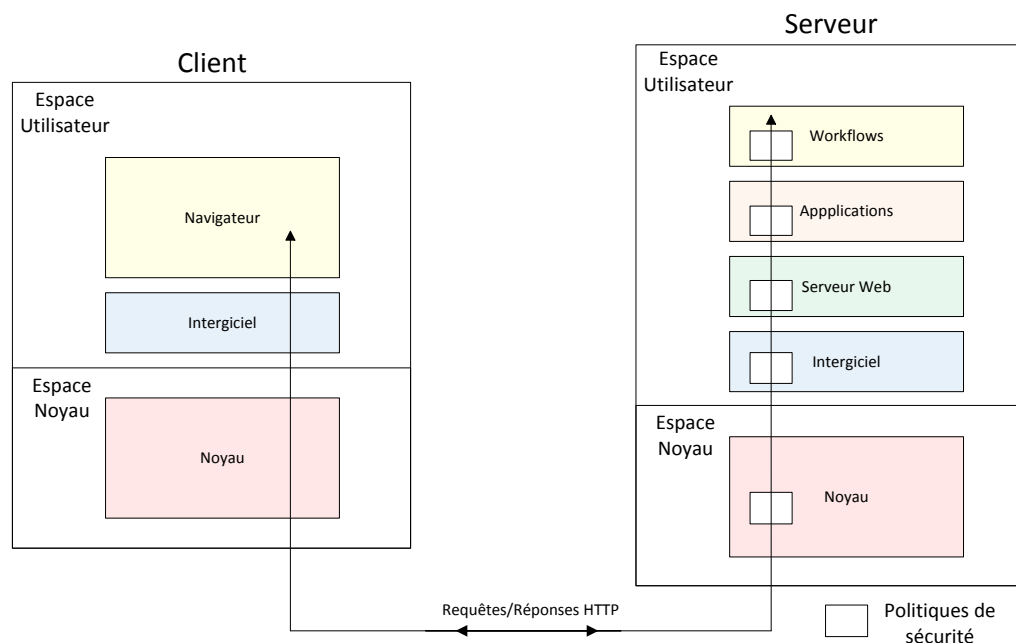 Client
Espace
Utilisateur
Navigateur
Intergiciel
Espace
Noyau
Noyau
Serveur
Espace
Utilisateur
Workflows
Appplications
Serveur Web
Intergiciel
Espace
Noyau
Noyau
Requêtes/Réponses HTTP
Politiques de
sécurité